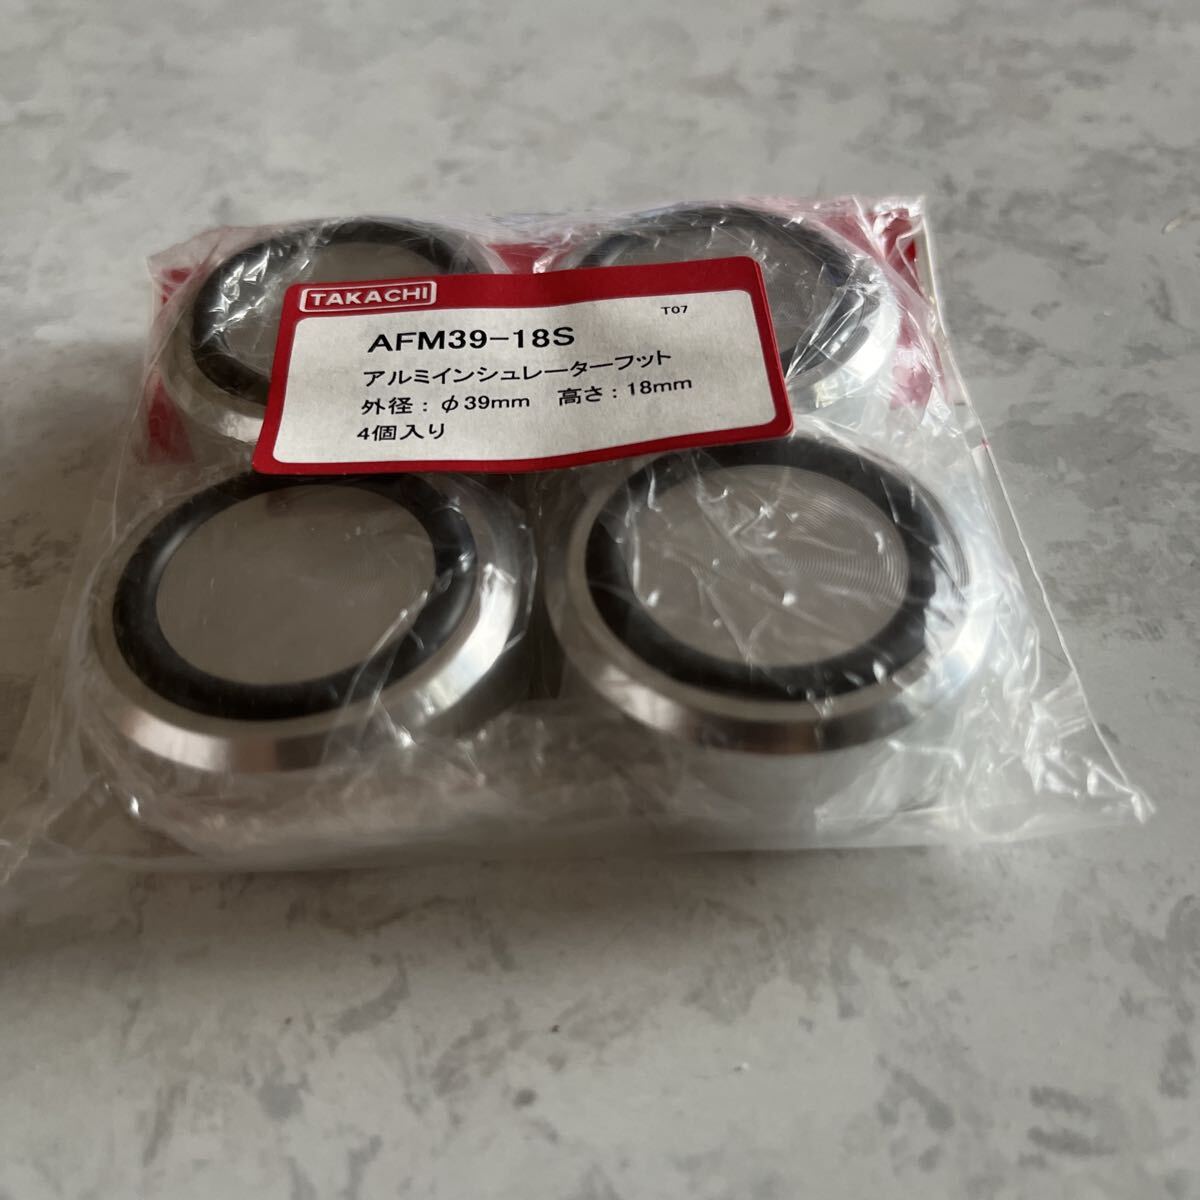 TAKACHI
T07
AFM39-18S
アルミインシュレーターフット
外径：φ39mm　高さ：18mm
4個入り